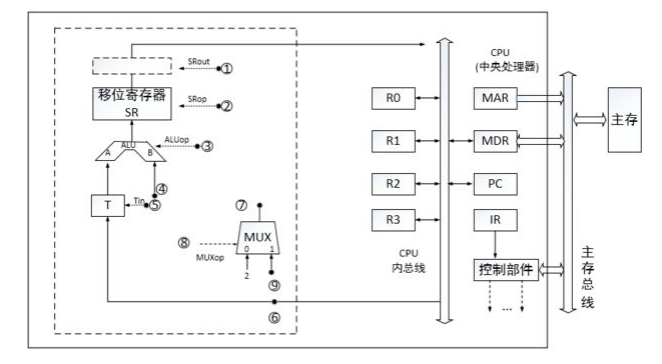 CPU
(中央处理器)
SRout
①
移位寄存器
SR
SRop
②
R0
MAR
主存
ALU
ALUop
③
A
B
R1
MDR
④
T
Tin
⑤
R2
PC
⑦
R3
IR
⑧
MUX
MUXop
0
1
CPU
内总线
控制部件
主存总线
2
⑨
...
⑥